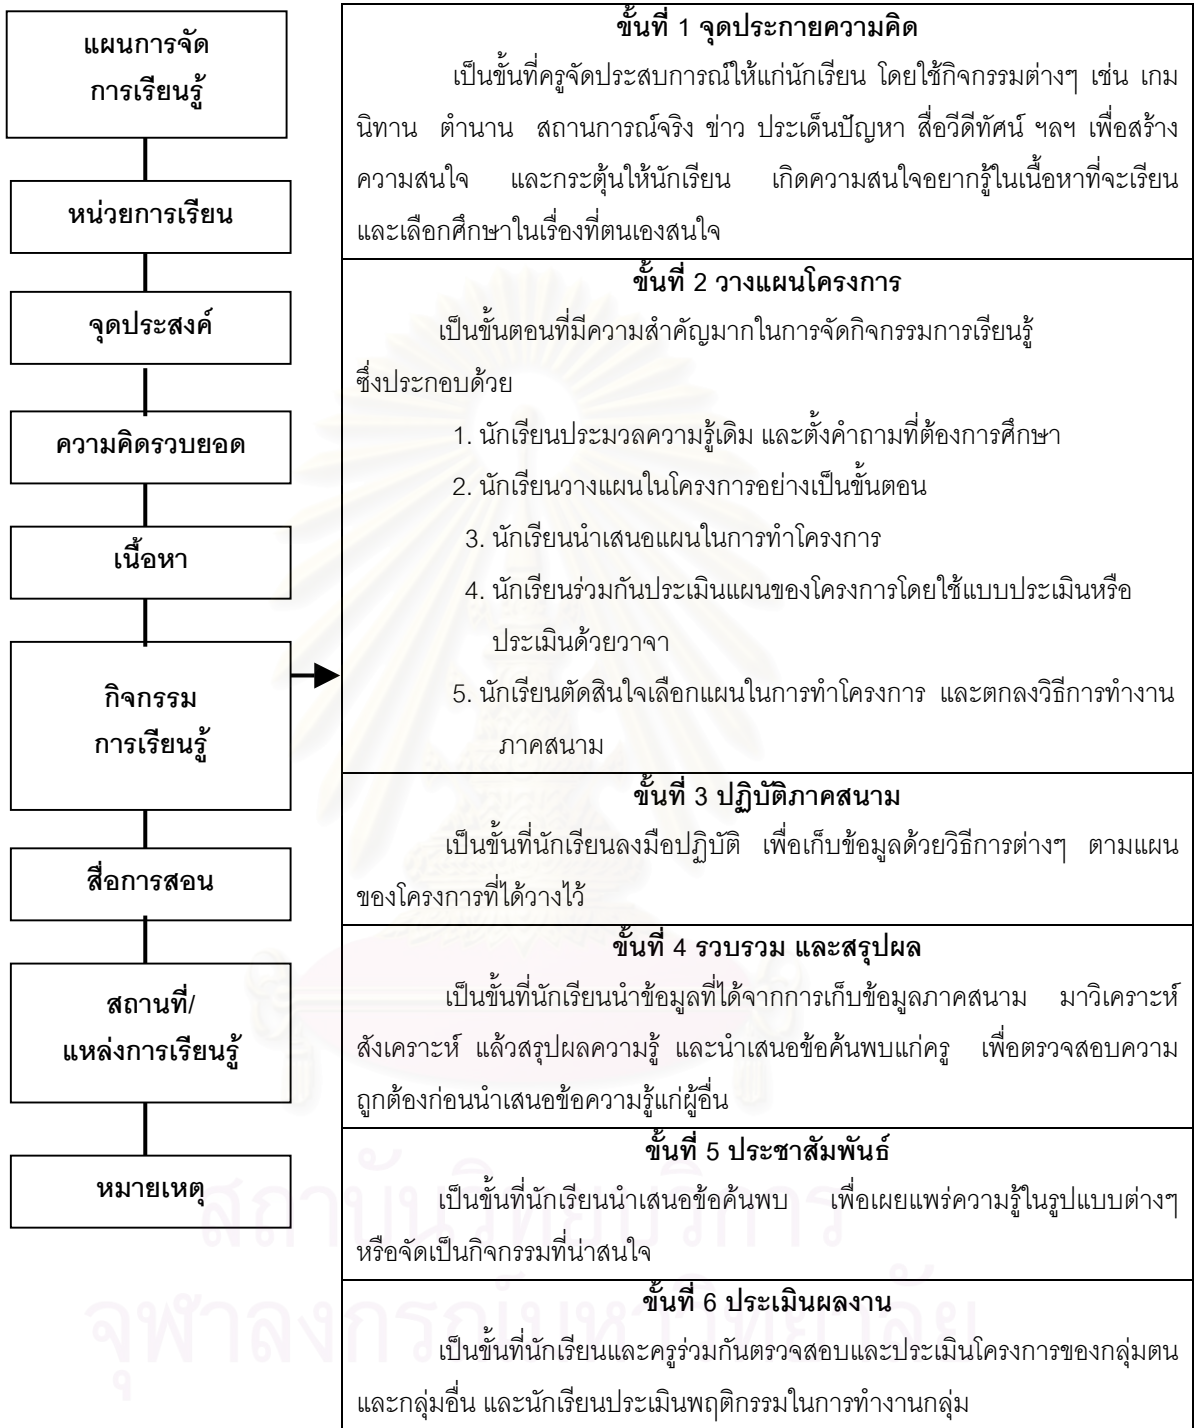 แผนการจัด
การเรียนรู้
หน่วยการเรียน
จุดประสงค์
ความคิดรวบยอด
เนื้อหา
กิจกรรม
การเรียนรู้
สื่อการสอน
สถานที่/
แหล่งการเรียนรู้
หมายเหตุ
ขั้นที่ 1 จุดประกายความคิด
เป็นขั้นที่ครูจัดประสบการณ์ให้แก่นักเรียน โดยใช้กิจกรรมต่างๆ เช่น เกม
นิทาน ตำนาน สถานการณ์จริง ข่าว ประเด็นปัญหา สื่อวีดีทัศน์ ฯลฯ เพื่อสร้าง
ความสนใจ และกระตุ้นให้นักเรียน เกิดความสนใจอยากรู้ในเนื้อหาที่จะเรียน
และเลือกศึกษาในเรื่องที่ตนเองสนใจ
ขั้นที่ 2 วางแผนโครงการ
เป็นขั้นตอนที่มีความสำคัญมากในการจัดกิจกรรมการเรียนรู้
ซึ่งประกอบด้วย
1. นักเรียนประมวลความรู้เดิม และตั้งคำถามที่ต้องการศึกษา
2. นักเรียนวางแผนในโครงการอย่างเป็นขั้นตอน
3. นักเรียนนำเสนอแผนในการทำโครงการ
4. นักเรียนร่วมกันประเมินแผนของโครงการโดยใช้แบบประเมินหรือ
ประเมินด้วยวาจา
5. นักเรียนตัดสินใจเลือกแผนในการทำโครงการ และตกลงวิธีการทำงาน
ภาคสนาม
ขั้นที่ 3 ปฏิบัติภาคสนาม
เป็นขั้นที่นักเรียนลงมือปฏิบัติ เพื่อเก็บข้อมูลด้วยวิธีการต่างๆ ตามแผน
ของโครงการที่ได้วางไว้
ขั้นที่ 4 รวบรวม และสรุปผล
เป็นขั้นที่นักเรียนนำข้อมูลที่ได้จากการเก็บข้อมูลภาคสนาม มาวิเคราะห์
สังเคราะห์ แล้วสรุปผลความรู้ และนำเสนอข้อค้นพบแก่ครู เพื่อตรวจสอบความ
ถูกต้องก่อนนำเสนอข้อความรู้แก่ผู้อื่น
ขั้นที่ 5 ประชาสัมพันธ์
เป็นขั้นที่นักเรียนนำเสนอข้อค้นพบ เพื่อเผยแพร่ความรู้ในรูปแบบต่างๆ
หรือจัดเป็นกิจกรรมที่น่าสนใจ
ขั้นที่ 6 ประเมินผลงาน
เป็นขั้นที่นักเรียนและครูร่วมกันตรวจสอบและประเมินโครงการของกลุ่มตน
และกลุ่มอื่น และนักเรียนประเมินพฤติกรรมในการทำงานกลุ่ม
สถาบันวิทยบริการ
จุฬาลงกรณ์มหาวิทยาลัย